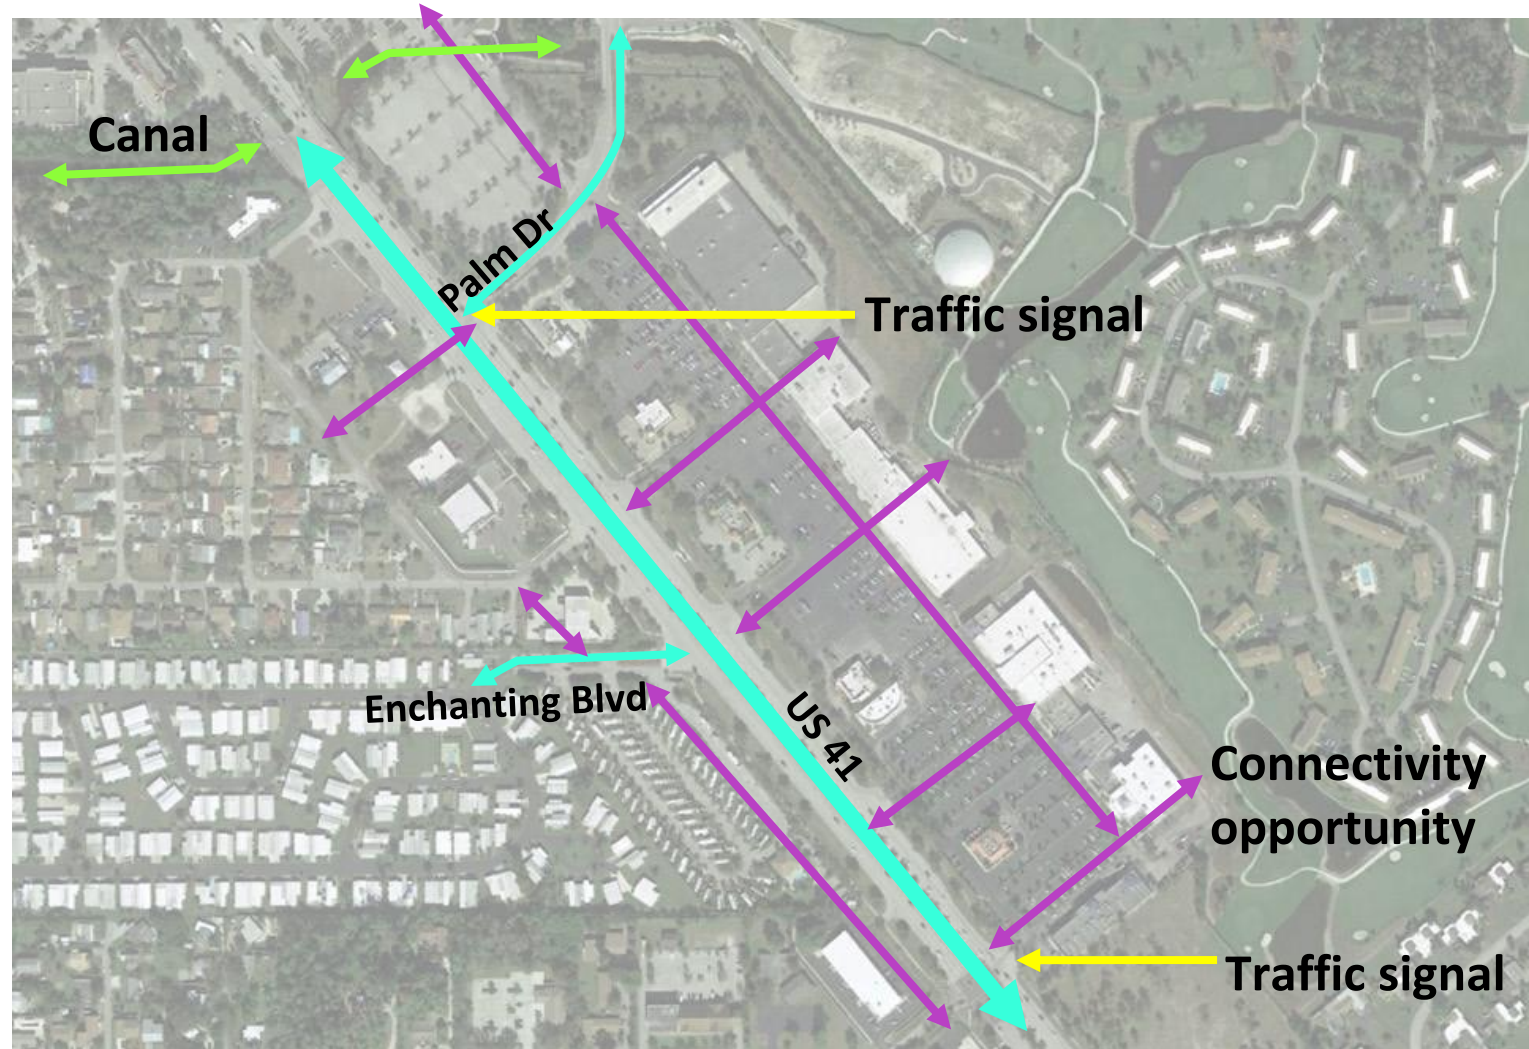 Canal
Palm Dr
Traffic signal
Enchanting Blvd
US 41
Connectivity
opportunity
Traffic signal